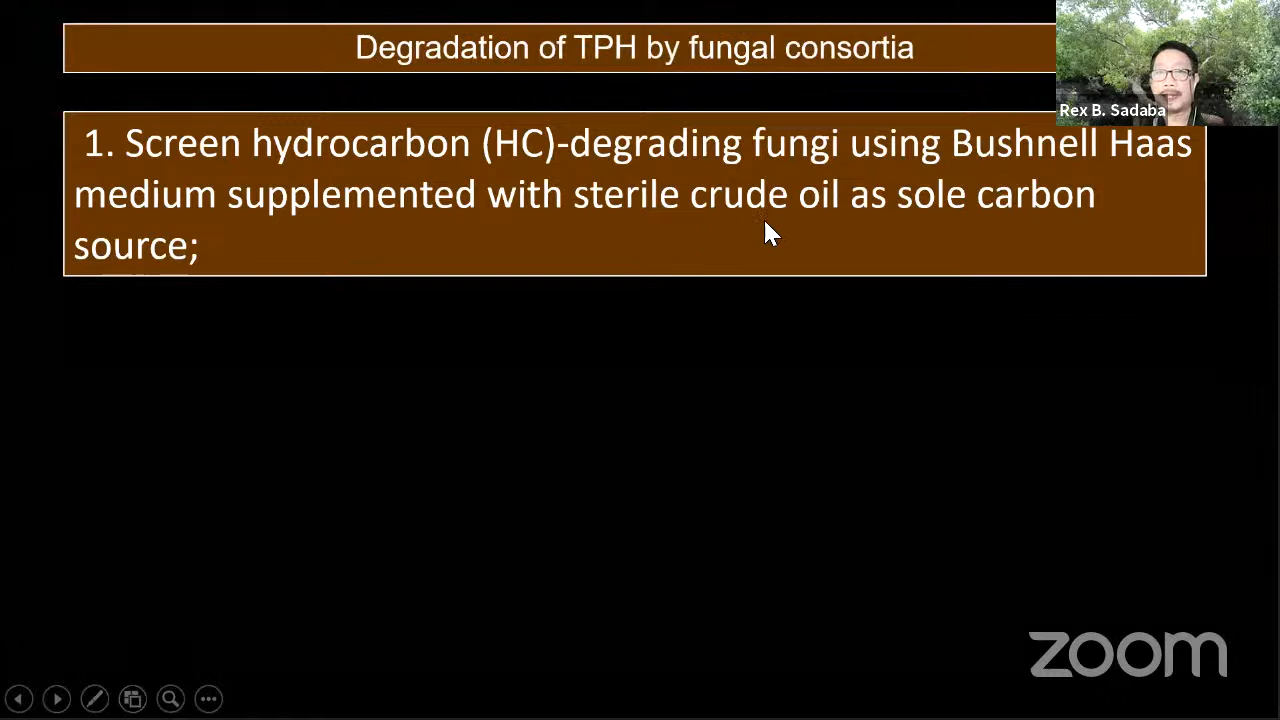 Degradation of TPH by fungal consortia
Rex B. Sadaba
1. Screen hydrocarbon (HC)-degrading fungi using Bushnell Haas
medium supplemented with sterile crude oil as sole carbon
source;
zoom